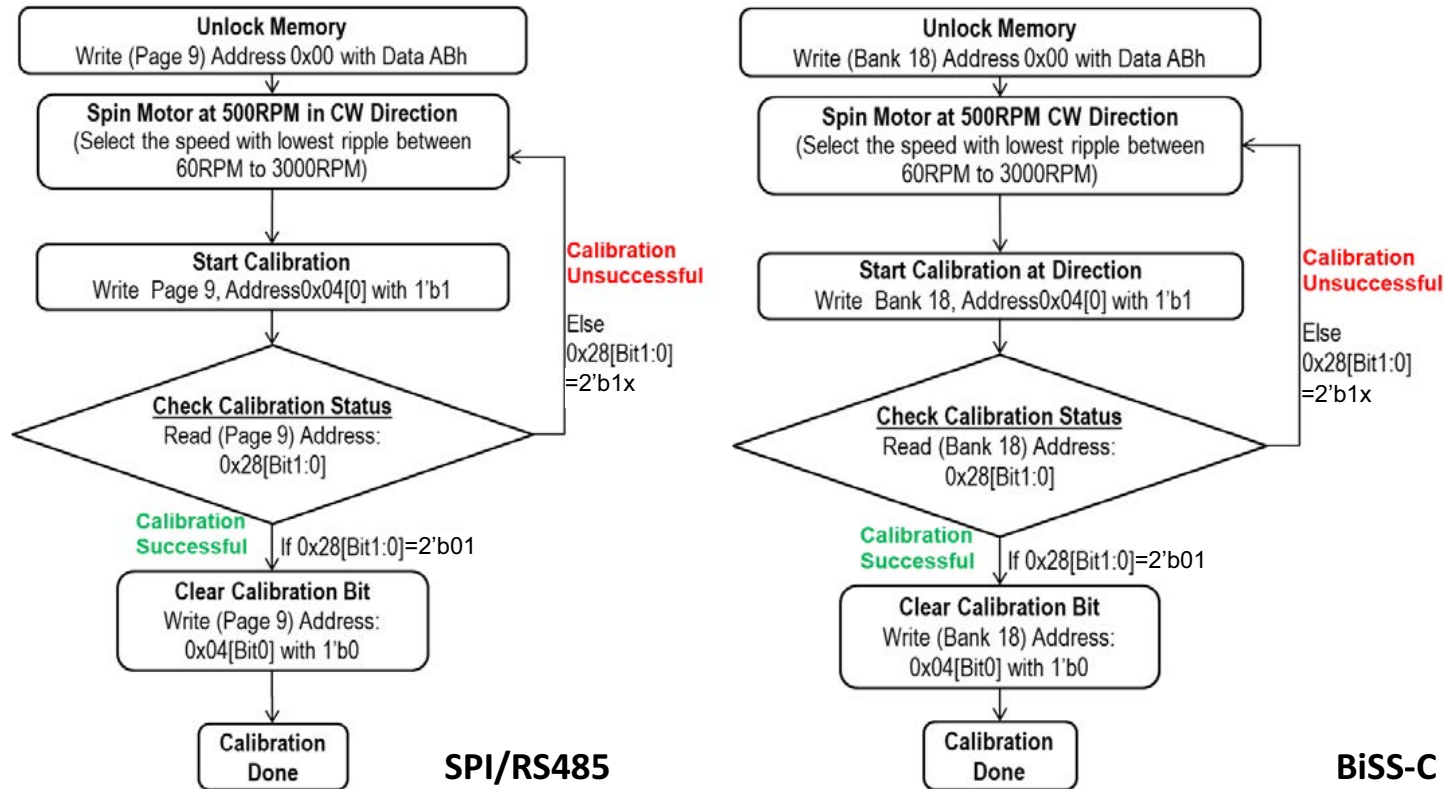 Unlock Memory
Write (Page 9) Address 0x00 with Data ABh
Spin Motor at 500RPM in CW Direction
(Select the speed with lowest ripple between
60RPM to 3000RPM)
Start Calibration
Write Page 9, Address0x04[0] with 1'b1
Calibration
Unsuccessful
Else
0x28[Bit1:0]
=2'b1x
Check Calibration Status
Read (Page 9) Address:
0x28[Bit1:0]
Calibration
Successful
If 0x28[Bit1:0]=2'b01
Clear Calibration Bit
Write (Page 9) Address:
0x04[Bit0] with 1'b0
Calibration
Done
SPI/RS485
Unlock Memory
Write (Bank 18) Address 0x00 with Data ABh
Spin Motor at 500RPM CW Direction
(Select the speed with lowest ripple between
60RPM to 3000RPM)
Start Calibration at Direction
Write Bank 18, Address0x04[0] with 1'b1
Calibration
Unsuccessful
Else
0x28[Bit1:0]
=2'b1x
Check Calibration Status
Read (Bank 18) Address:
0x28[Bit1:0]
Calibration
Successful
If 0x28[Bit1:0]=2'b01
Clear Calibration Bit
Write (Bank 18) Address:
0x04[Bit0] with 1'b0
Calibration
Done
BiSS-C